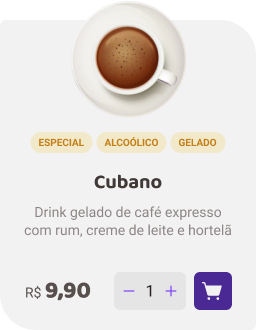 ESPECIAL ALCOÓLICO GELADO
Cubano
Drink gelado de café expresso
com rum, creme de leite e hortelã
R$ 9,90 − 1 +